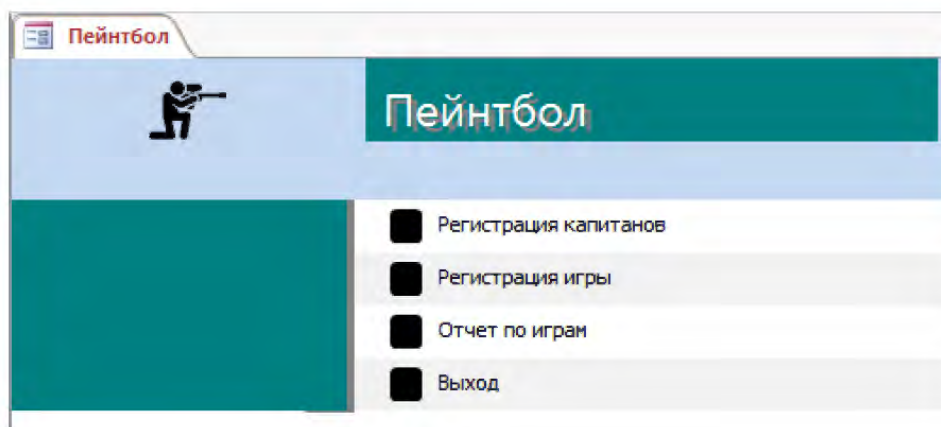 Пейнтбол
Пейнтбол
Регистрация капитанов
Регистрация игры
Отчет по играм
Выход